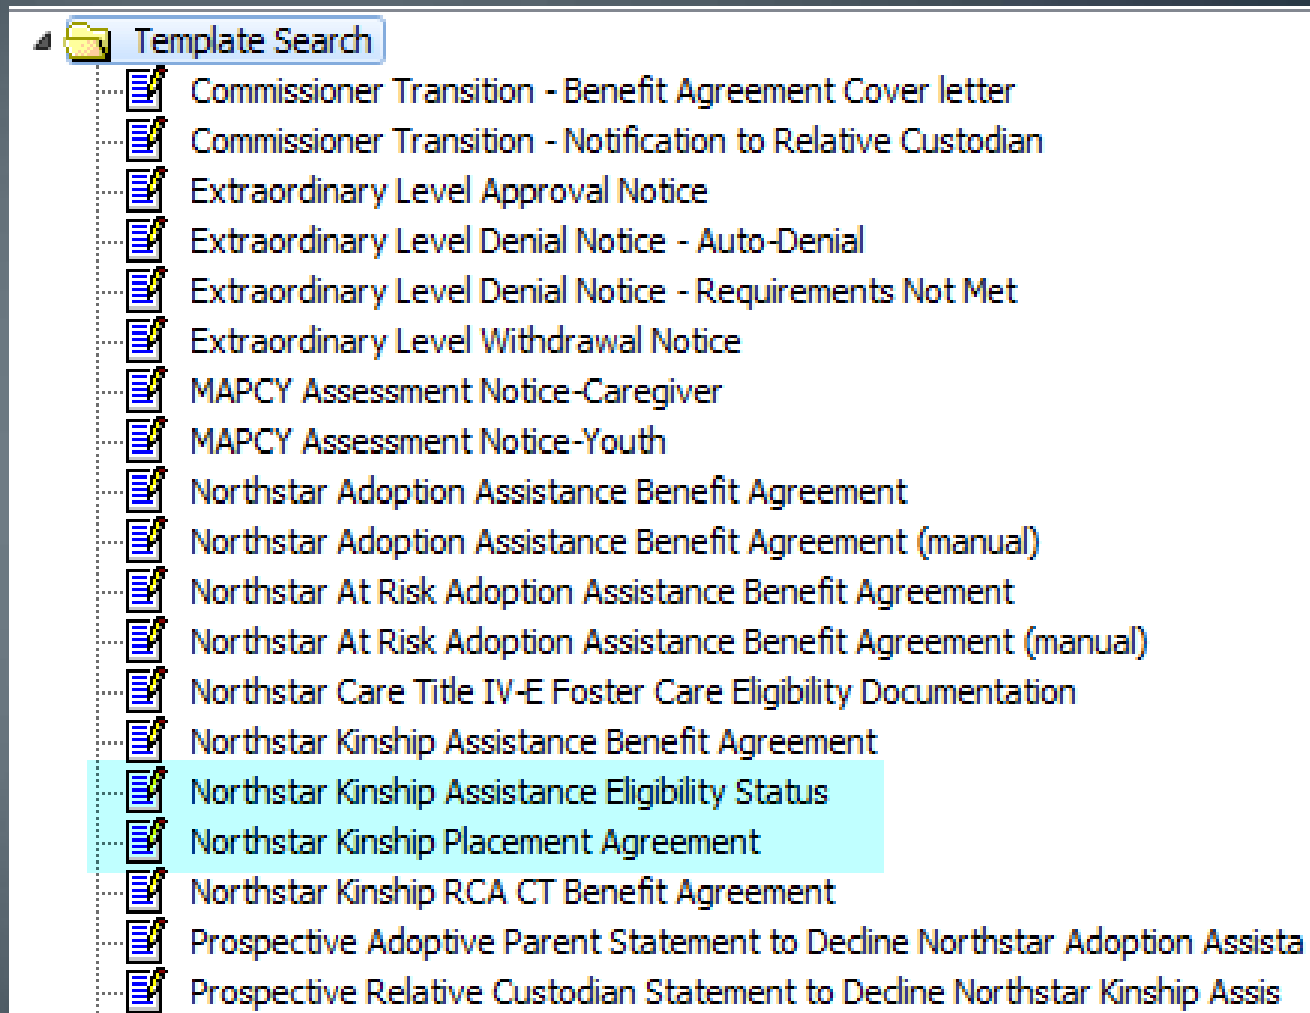 Template Search
Commissioner Transition - Benefit Agreement Cover letter
Commissioner Transition - Notification to Relative Custodian
Extraordinary Level Approval Notice
Extraordinary Level Denial Notice - Auto-Denial
Extraordinary Level Denial Notice - Requirements Not Met
Extraordinary Level Withdrawal Notice
MAPCY Assessment Notice-Caregiver
MAPCY Assessment Notice-Youth
Northstar Adoption Assistance Benefit Agreement
Northstar Adoption Assistance Benefit Agreement (manual)
Northstar At Risk Adoption Assistance Benefit Agreement
Northstar At Risk Adoption Assistance Benefit Agreement (manual)
Northstar Care Title IV-E Foster Care Eligibility Documentation
Northstar Kinship Assistance Benefit Agreement
Northstar Kinship Assistance Eligibility Status
Northstar Kinship Placement Agreement
Northstar Kinship RCA CT Benefit Agreement
Prospective Adoptive Parent Statement to Decline Northstar Adoption Assista
Prospective Relative Custodian Statement to Decline Northstar Kinship Assis